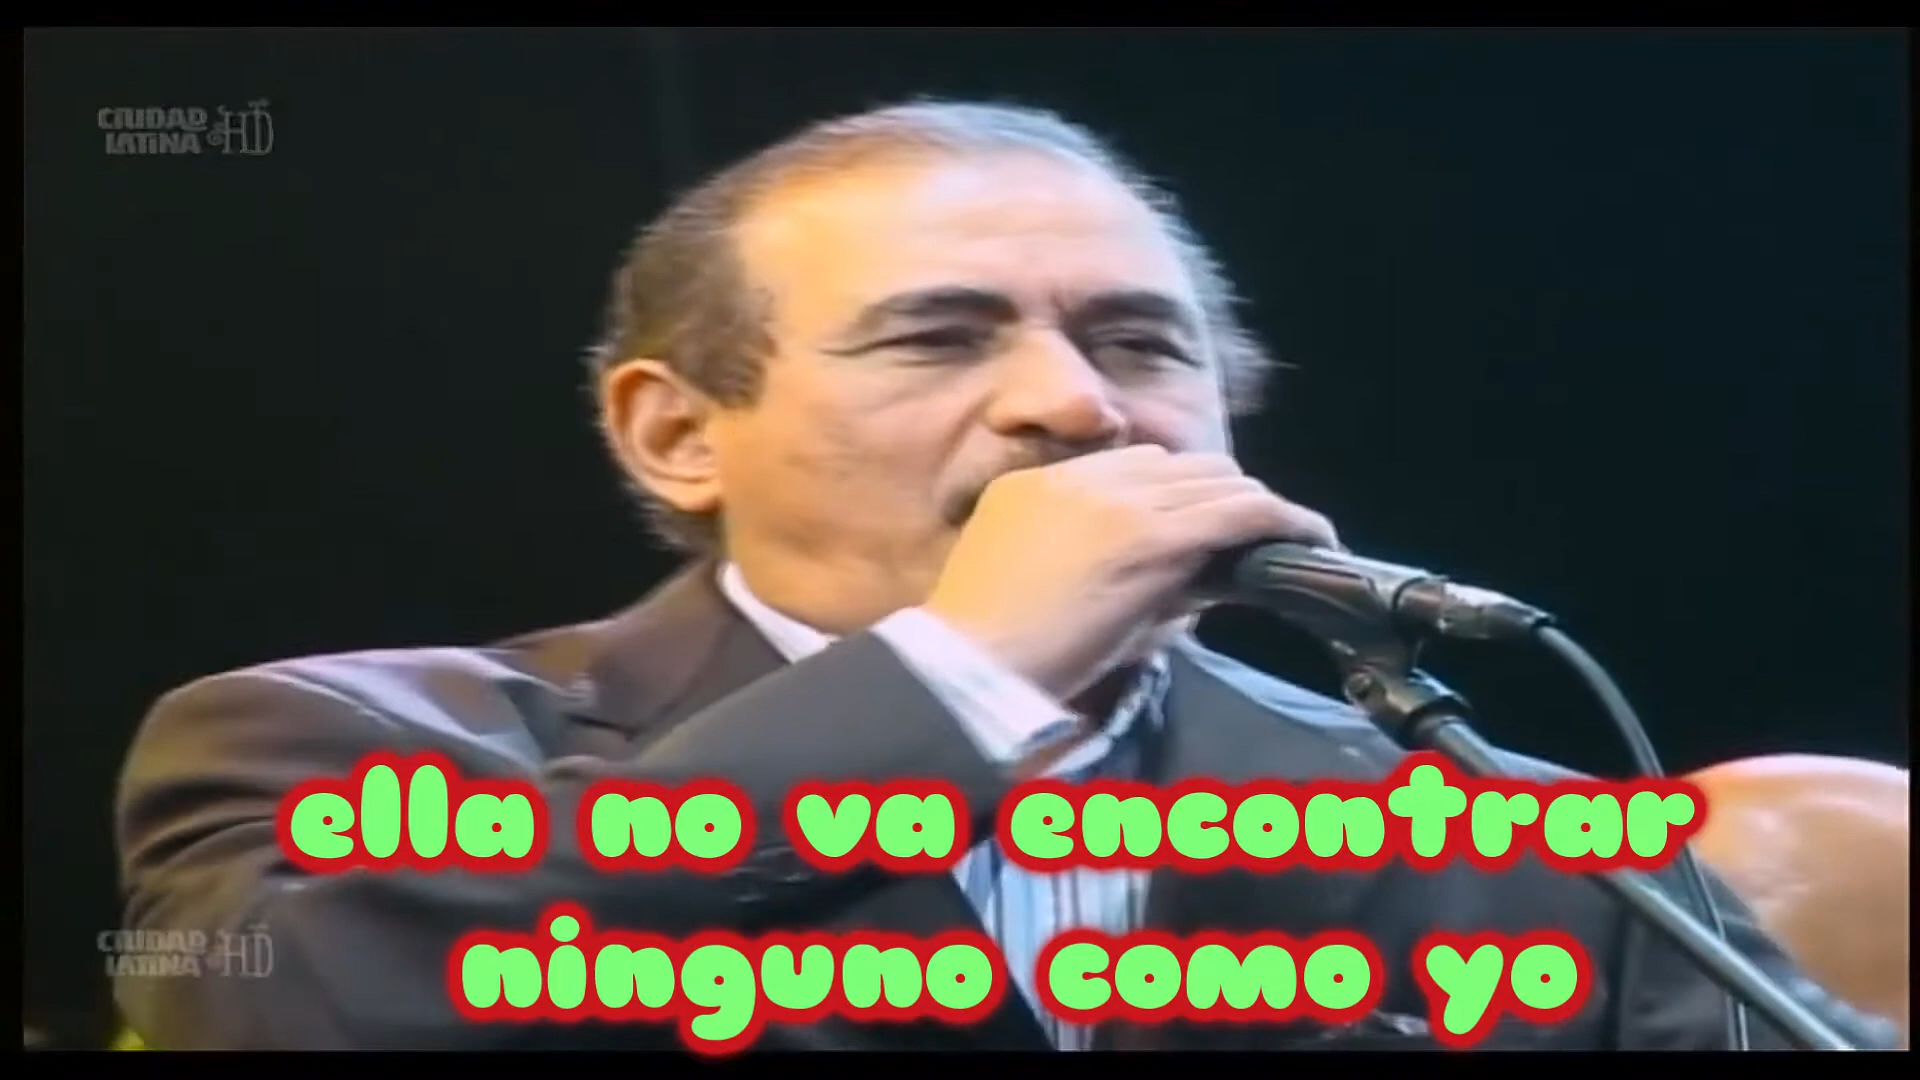 CIUDAD
LATINA HD
ella no va encontrar
ninguno como yo
CIUDAD
LATINA HD